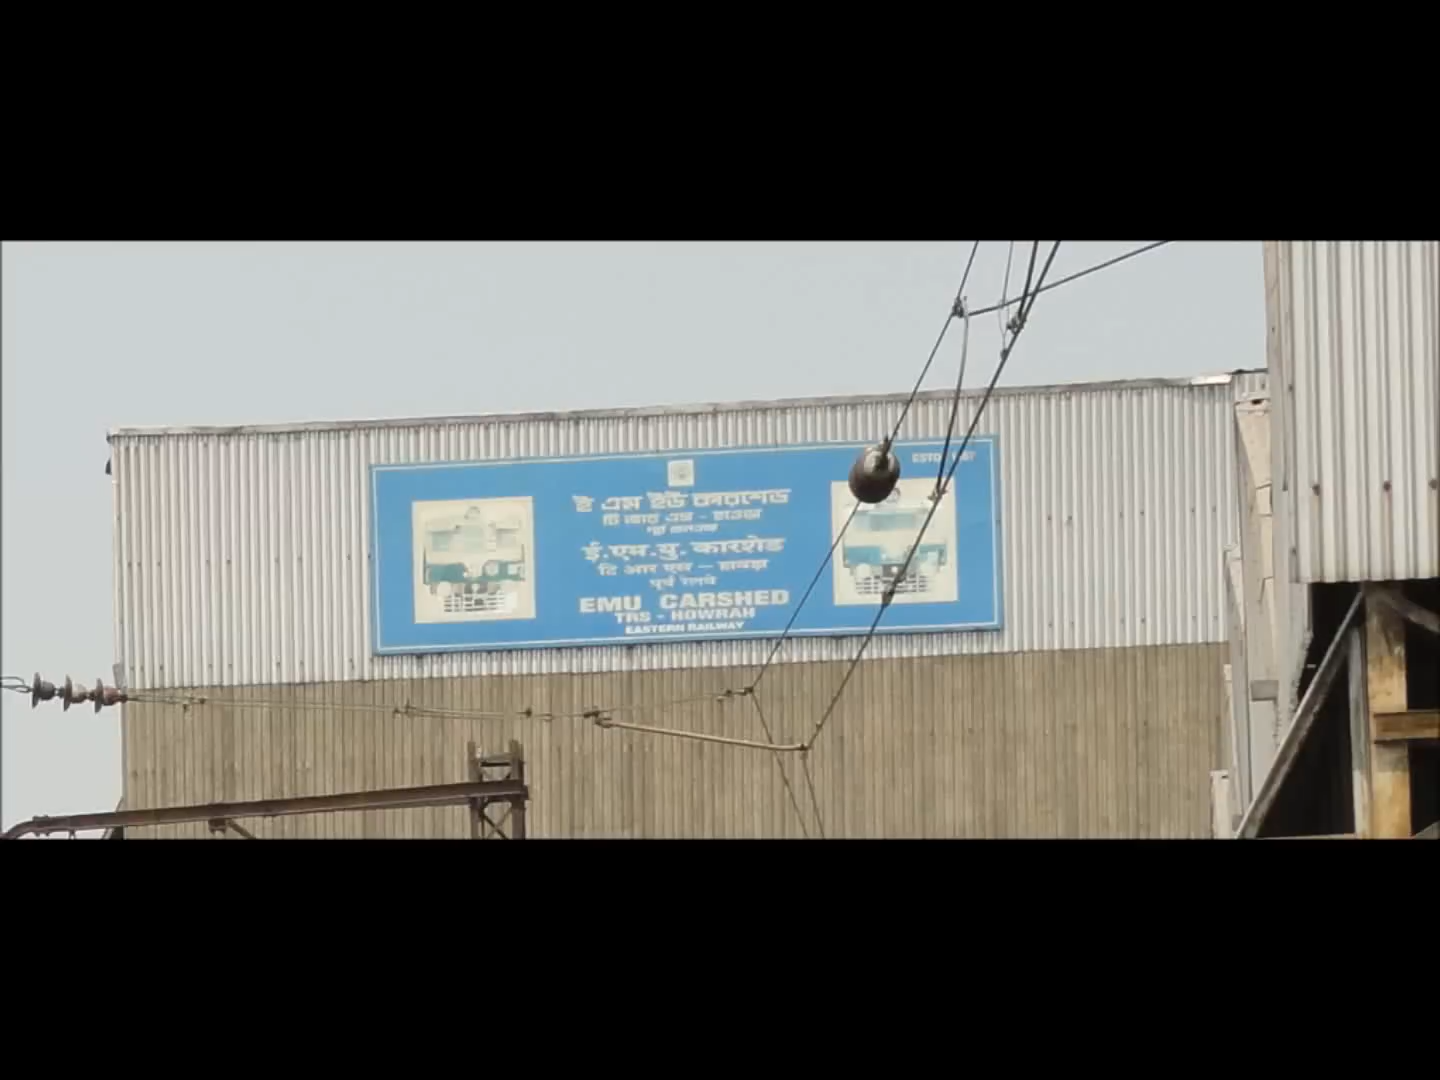 ই এম ইউ কারশেড
টি আর এস - হাওড়া
পূর্ব রেলওয়ে
ई.एम.यु. कारशेड
टि आर एस – हावड़ा
पूर्व रेलवे
EMU CARSHED
TRS - HOWRAH
EASTERN RAILWAY